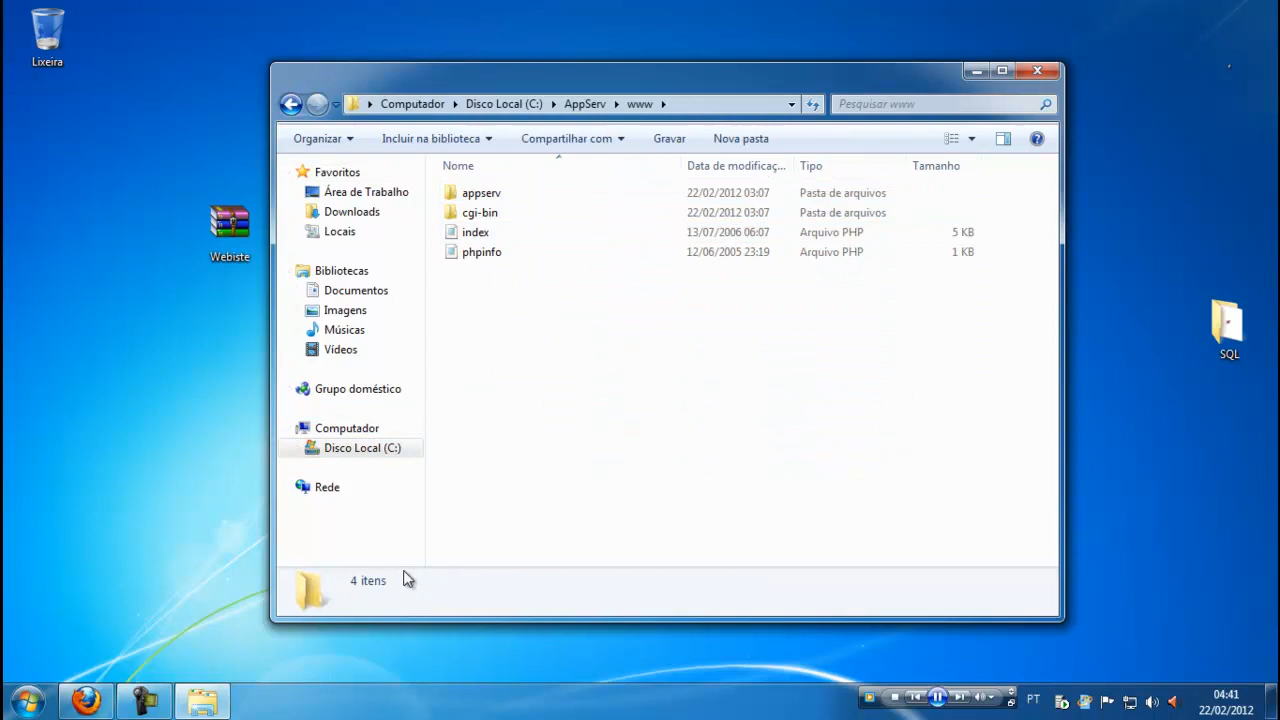 Lixeira
Webiste
SQL
Computador Disco Local (C:) AppServ www
Pesquisar www
Organizar Incluir na biblioteca Compartilhar com Gravar Nova pasta
Favoritos
Área de Trabalho
Downloads
Locais
Bibliotecas
Documentos
Imagens
Músicas
Vídeos
Grupo doméstico
Computador
Disco Local (C:)
Rede
Nome Data de modificaç... Tipo Tamanho
appserv 22/02/2012 03:07 Pasta de arquivos
cgi-bin 22/02/2012 03:07 Pasta de arquivos
index 13/07/2006 06:07 Arquivo PHP 5 KB
phpinfo 12/06/2005 23:19 Arquivo PHP 1 KB
4 itens
PT
04:41
22/02/2012